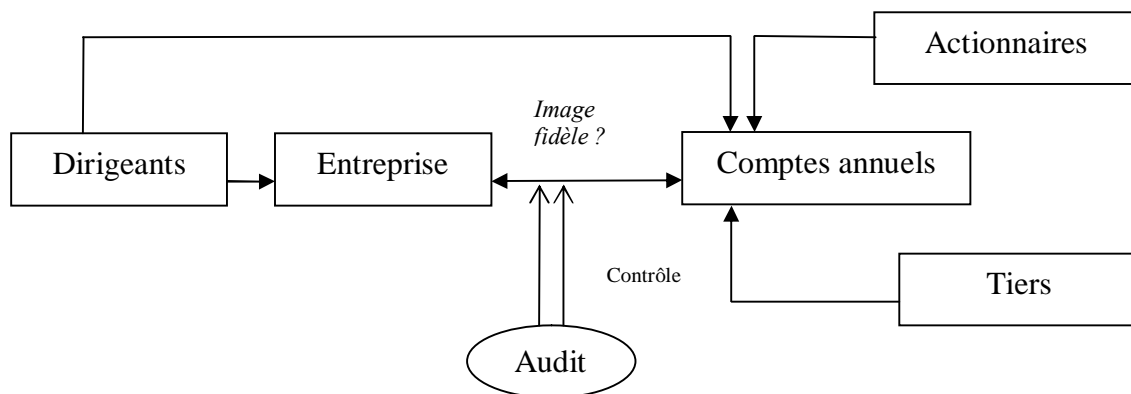 Actionnaires
Image
fidèle ?
Dirigeants
Entreprise
Comptes annuels
Contrôle
Tiers
Audit